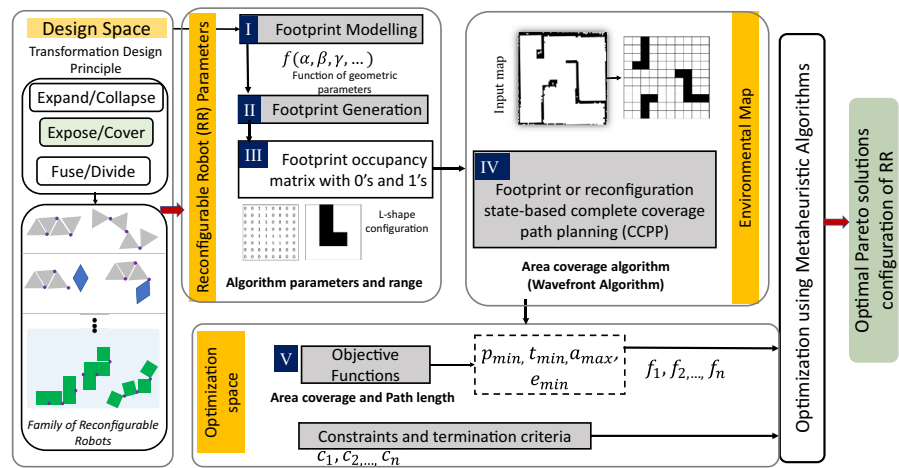 Design Space
Transformation Design
Principle
Expand/Collapse
Expose/Cover
Fuse/Divide
Family of Reconfigurable
Robots
Reconfigurable Robot (RR) Parameters
I
Footprint Modelling
f(α, β, γ, …)
Function of geometric
parameters
II
Footprint Generation
III
Footprint occupancy
matrix with 0's and 1's
L-shape
configuration
Algorithm parameters and range
Input map
IV
Footprint or reconfiguration
state-based complete coverage
path planning (CCPP)
Area coverage algorithm
(Wavefront Algorithm)
Environmental Map
Optimization
space
V
Objective
Functions
Area coverage and Path length
p_min, t_min, a_max,
e_min
f_1, f_2,…, f_n
Constraints and termination criteria
c_1, c_2,…, c_n
Optimization using Metaheuristic Algorithms
Optimal Pareto solutions
configuration of RR